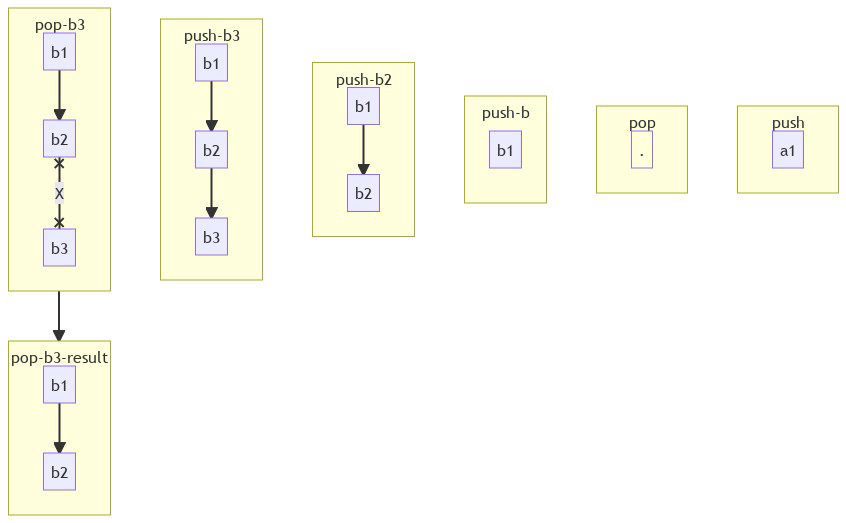 pop-b3
b1
b2
X
b3
pop-b3-result
b1
b2
push-b3
b1
b2
b3
push-b2
b1
b2
push-b
b1
pop
.
push
a1